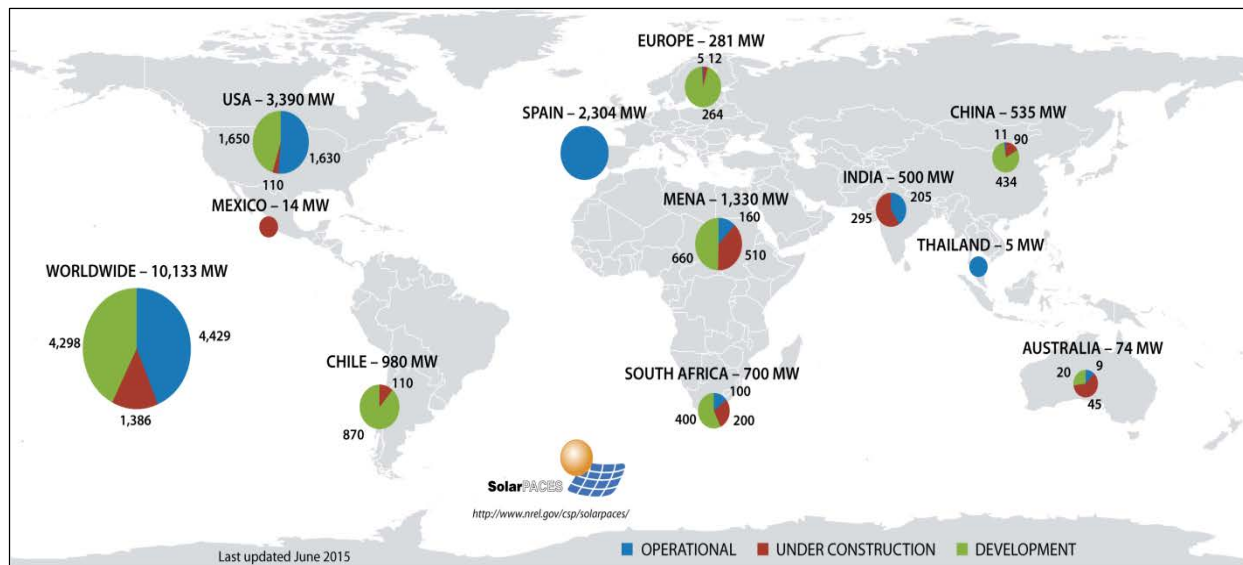 EUROPE – 281 MW
5 12
264
USA – 3,390 MW
1,650
1,630
110
SPAIN – 2,304 MW
CHINA – 535 MW
11 90
434
INDIA – 500 MW
205
295
MEXICO – 14 MW
MENA – 1,330 MW
160
660 510
THAILAND – 5 MW
WORLDWIDE – 10,133 MW
4,298 4,429
1,386
CHILE – 980 MW
110
870
SOUTH AFRICA – 700 MW
100
400 200
AUSTRALIA – 74 MW
20 9
45
SolarPACES
http://www.nrel.gov/csp/solarpaces/
Last updated June 2015
OPERATIONAL UNDER CONSTRUCTION DEVELOPMENT